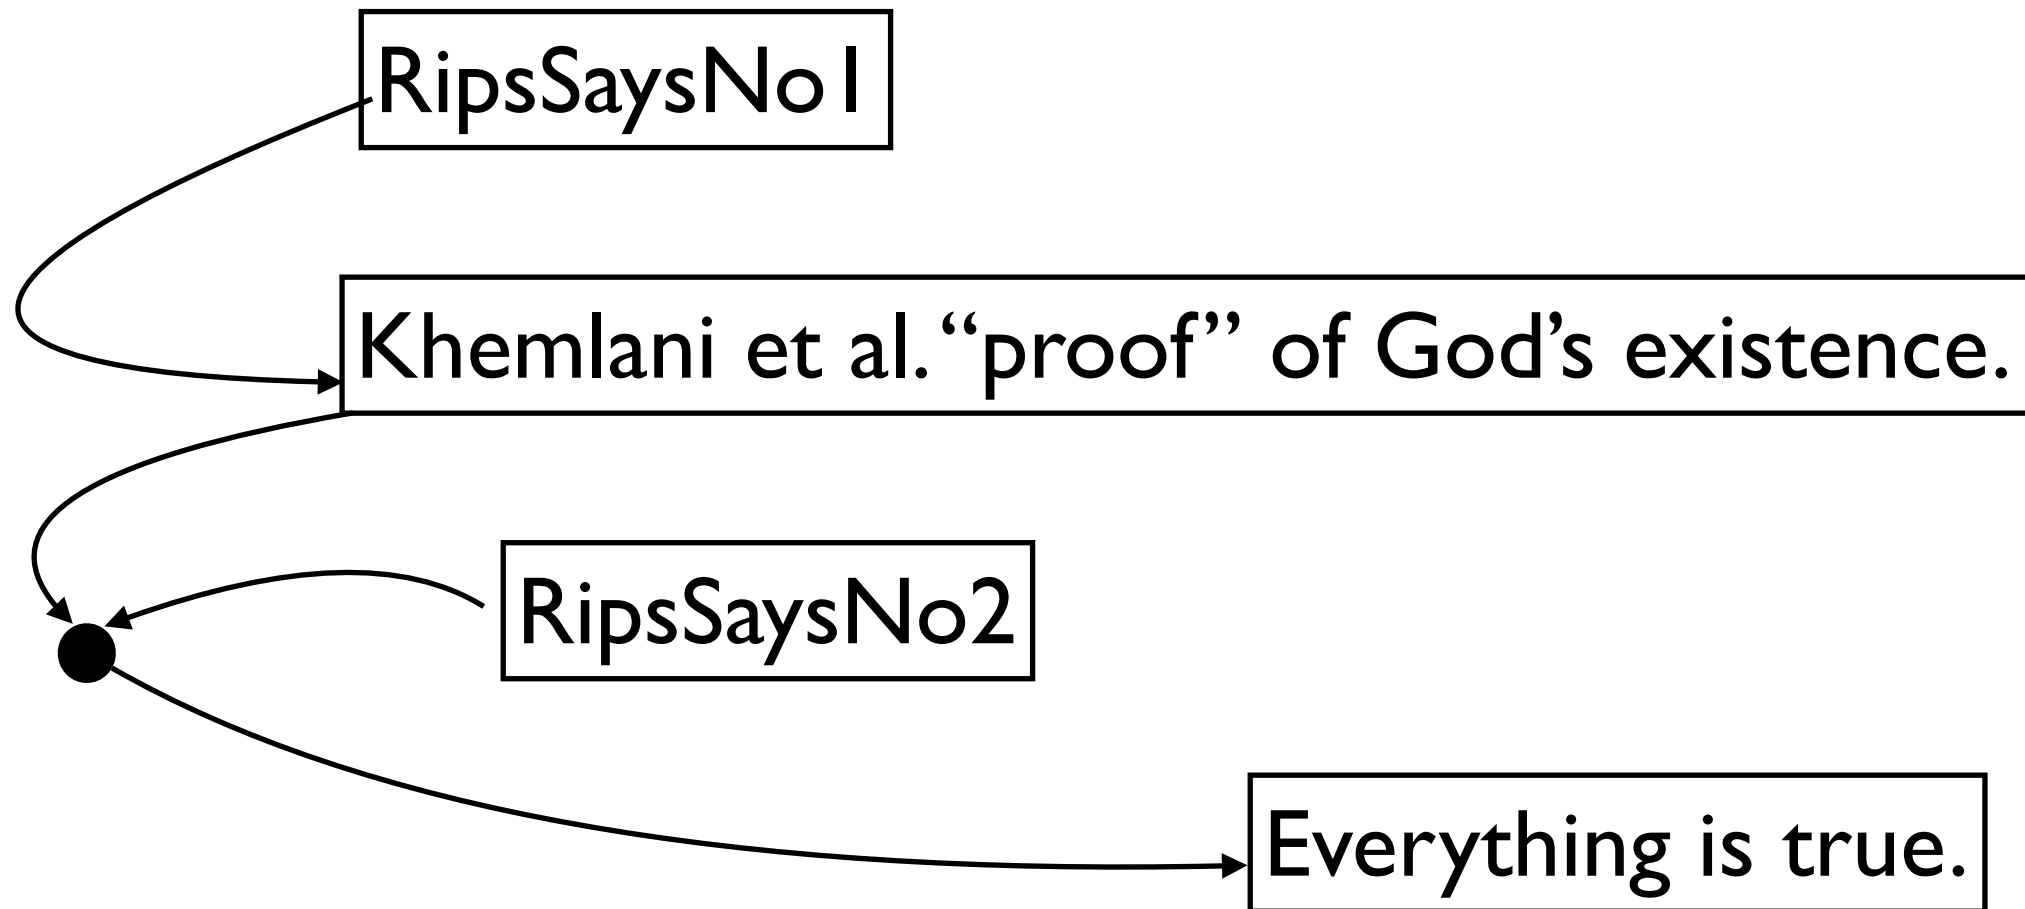 RipsSaysNo1
Khemlani et al. “proof” of God’s existence.
RipsSaysNo2
Everything is true.